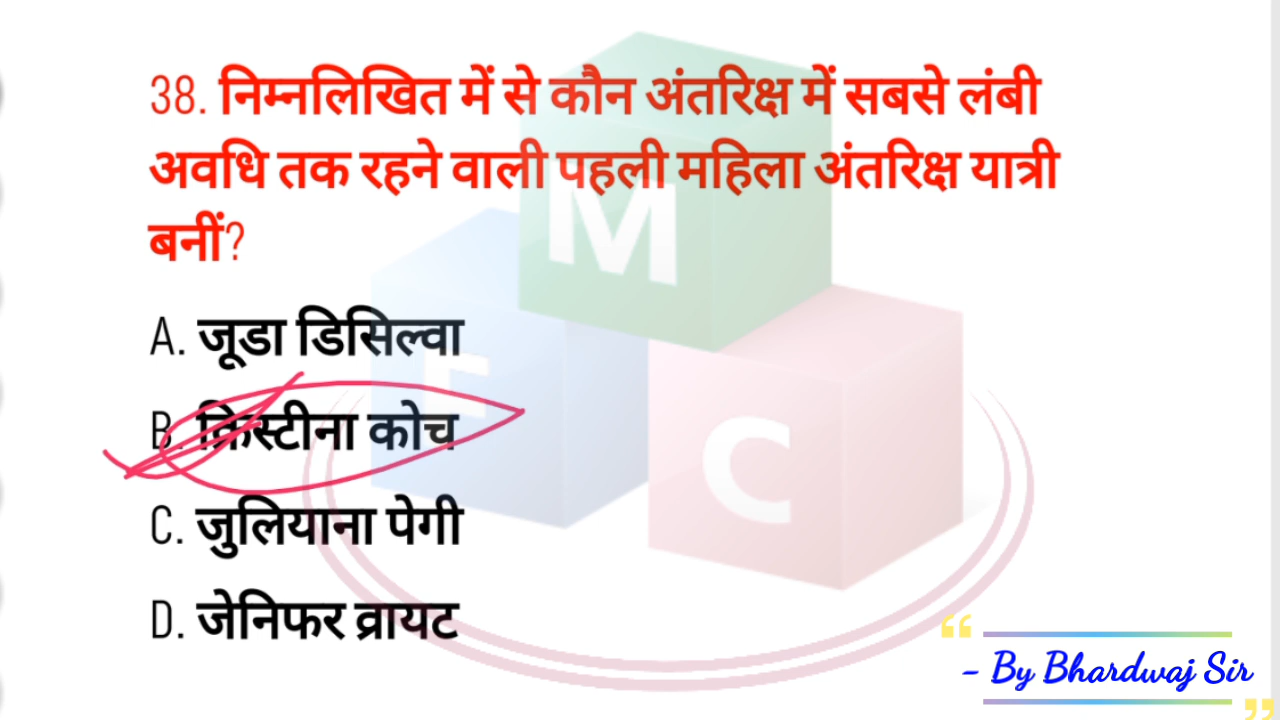 38. निम्नलिखित में से कौन अंतरिक्ष में सबसे लंबी
अवधि तक रहने वाली पहली महिला अंतरिक्ष यात्री
बनीं?
A. जूडा डिसिल्वा
B. क्रिस्टीना कोच
C. जुलियाना पेगी
D. जेनिफर व्रायट
M
F
C
“
- By Bhardwaj Sir
”